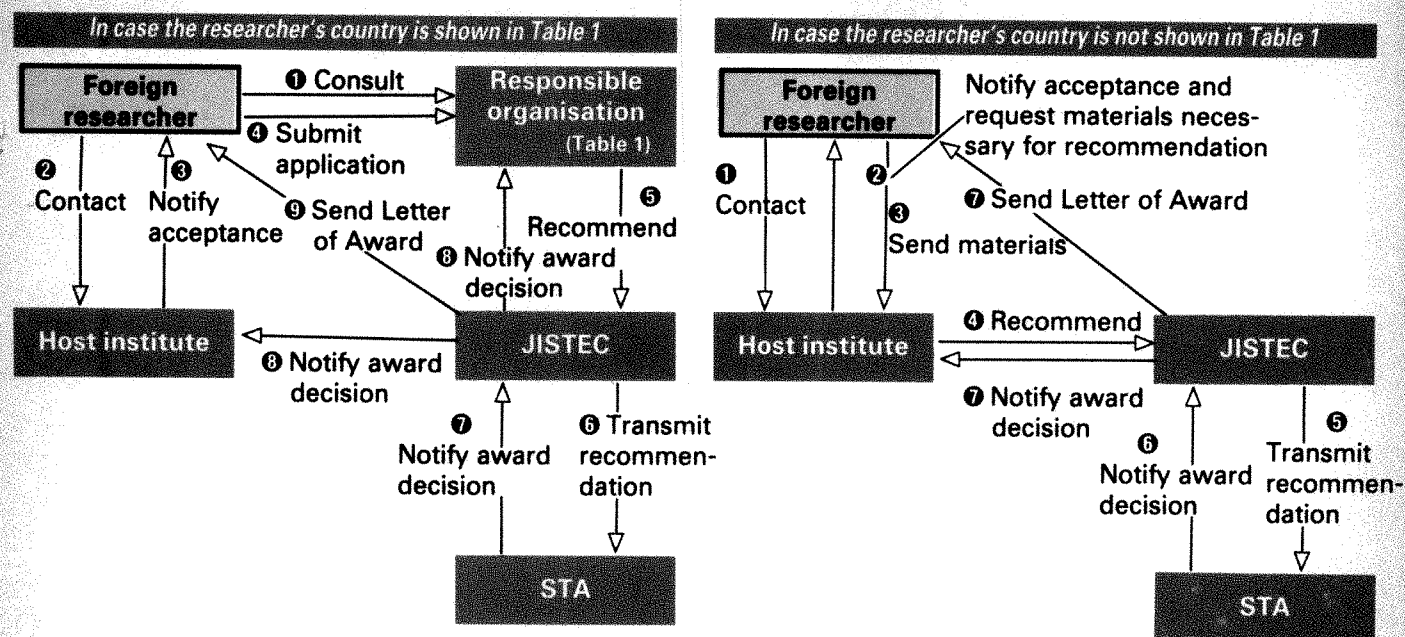 In case the researcher's country is shown in Table 1
Foreign
researcher
❶ Consult
❹ Submit
application
Responsible
organisation
(Table 1)
❷
Contact
❸
Notify
acceptance
❾ Send Letter
of Award
❽ Notify award
decision
❺
Recommend
Host institute
❽ Notify award
decision
JISTEC
❼
Notify award
decision
❻ Transmit
recommen-
dation
STA
In case the researcher's country is not shown in Table 1
Foreign
researcher
Notify acceptance and
request materials neces-
sary for recommendation
❶
Contact
❷
❸
Send materials
❼ Send Letter of Award
Host institute
❹ Recommend
❼ Notify award
decision
JISTEC
❻
Notify award
decision
❺
Transmit
recommen-
dation
STA